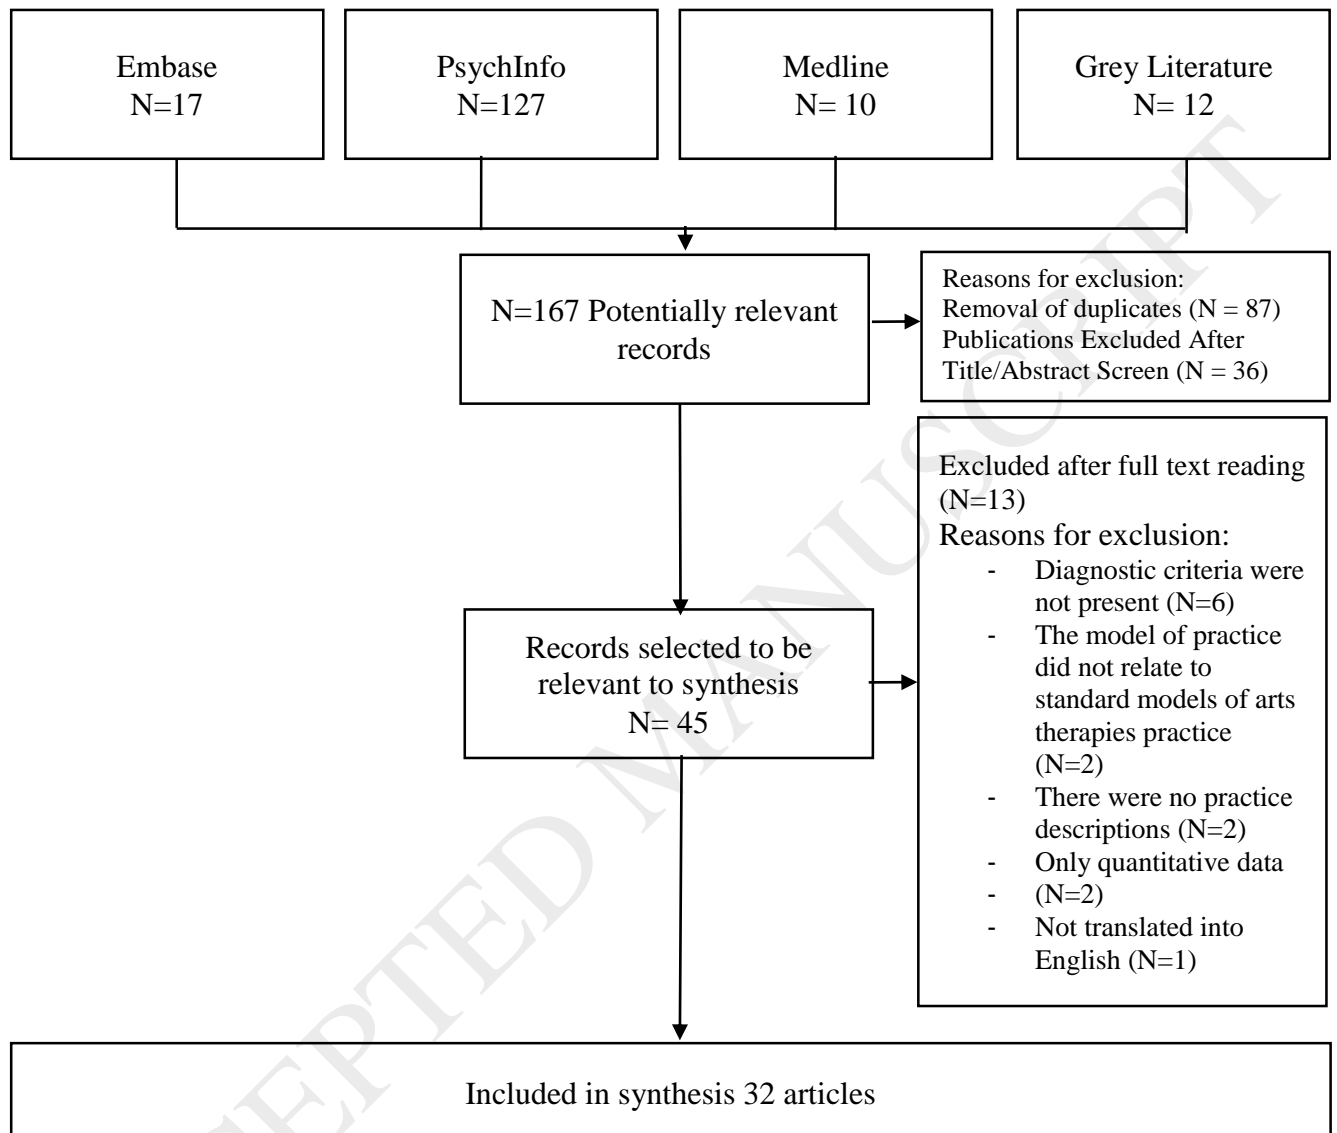 Embase
N=17
PsychInfo
N=127
Medline
N= 10
Grey Literature
N= 12
N=167 Potentially relevant
records
Reasons for exclusion:
Removal of duplicates (N = 87)
Publications Excluded After
Title/Abstract Screen (N = 36)
Excluded after full text reading
(N=13)
Reasons for exclusion:
- Diagnostic criteria were
not present (N=6)
- The model of practice
did not relate to
standard models of arts
therapies practice
(N=2)
- There were no practice
descriptions (N=2)
- Only quantitative data
- (N=2)
- Not translated into
English (N=1)
Records selected to be
relevant to synthesis
N= 45
Included in synthesis 32 articles
EPTED MANUSCRIPT